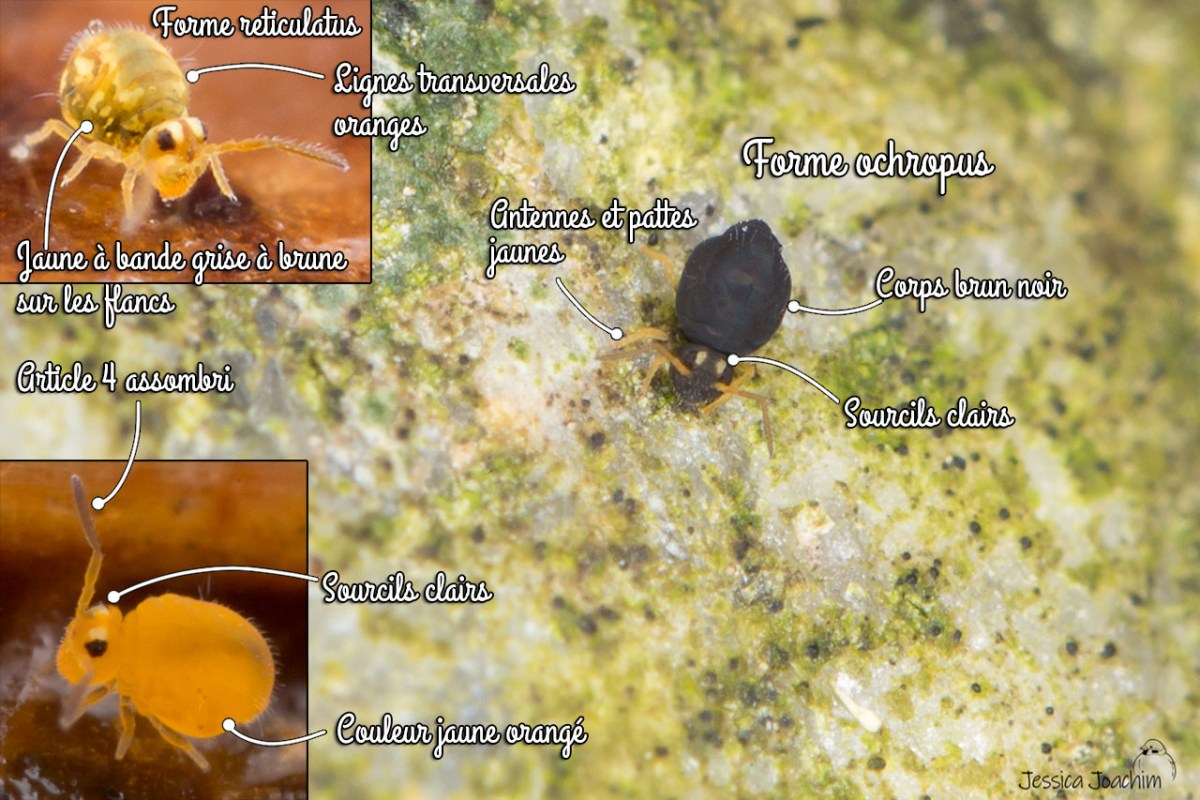 Forme reticulatus
Lignes transversales
oranges
Jaune à bande grise à brune
sur les flancs
Forme ochropus
Antennes et pattes
jaunes
Corps brun noir
Sourcils clairs
Article 4 assombri
Sourcils clairs
Couleur jaune orangé
Jessica Joachim